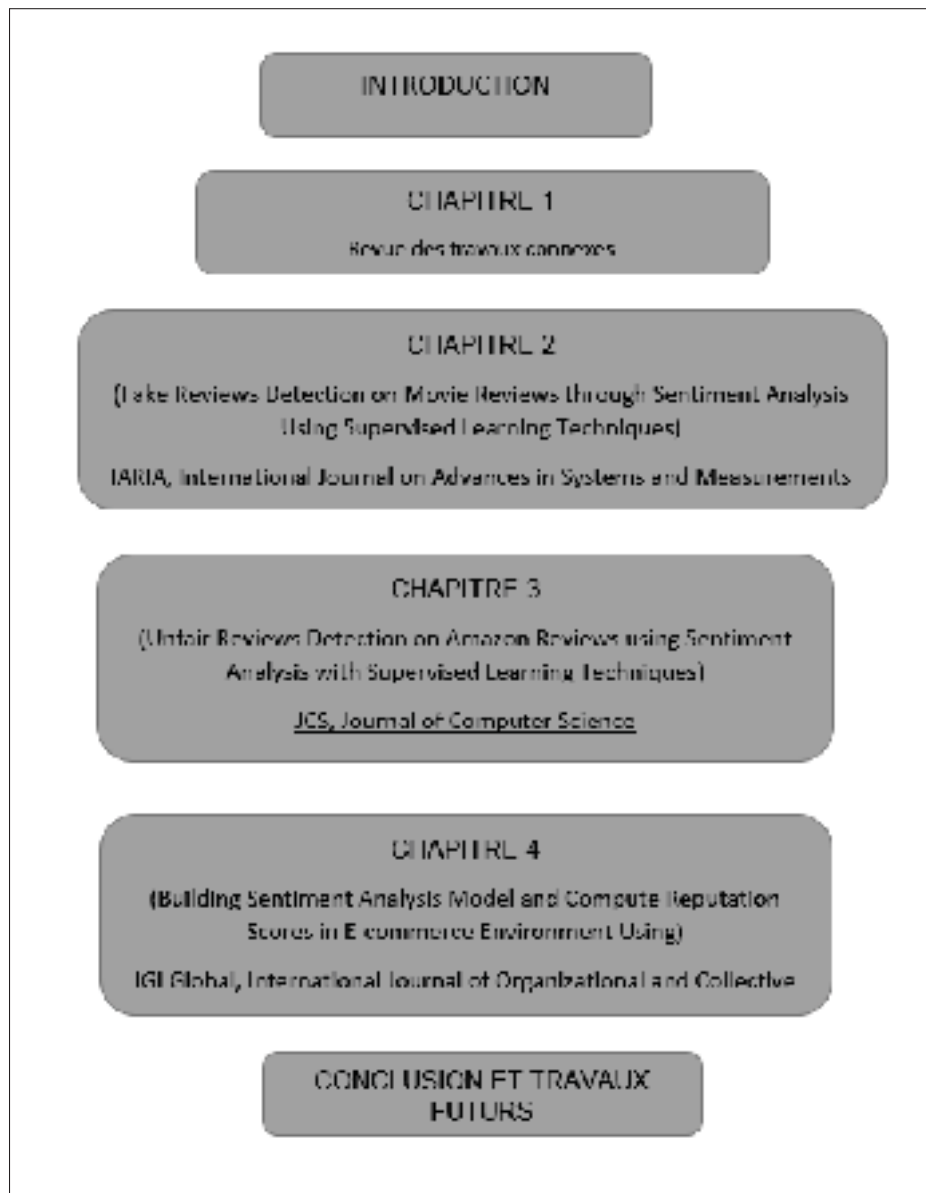 INTRODUCTION
CHAPITRE 1
Revue des travaux connexes
CHAPITRE 2
(Fake Reviews Detection on Movie Reviews through Sentiment Analysis
Using Supervised Learning Techniques)
IARIA, International Journal on Advances in Systems and Measurements
CHAPITRE 3
(Unfair Reviews Detection on Amazon Reviews using Sentiment
Analysis with Supervised Learning Techniques)
JCS, Journal of Computer Science
CHAPITRE 4
(Building Sentiment Analysis Model and Compute Reputation
Scores in E-commerce Environment Using)
IGI Global, International Journal of Organizational and Collective
CONCLUSION ET TRAVAUX
FUTURS